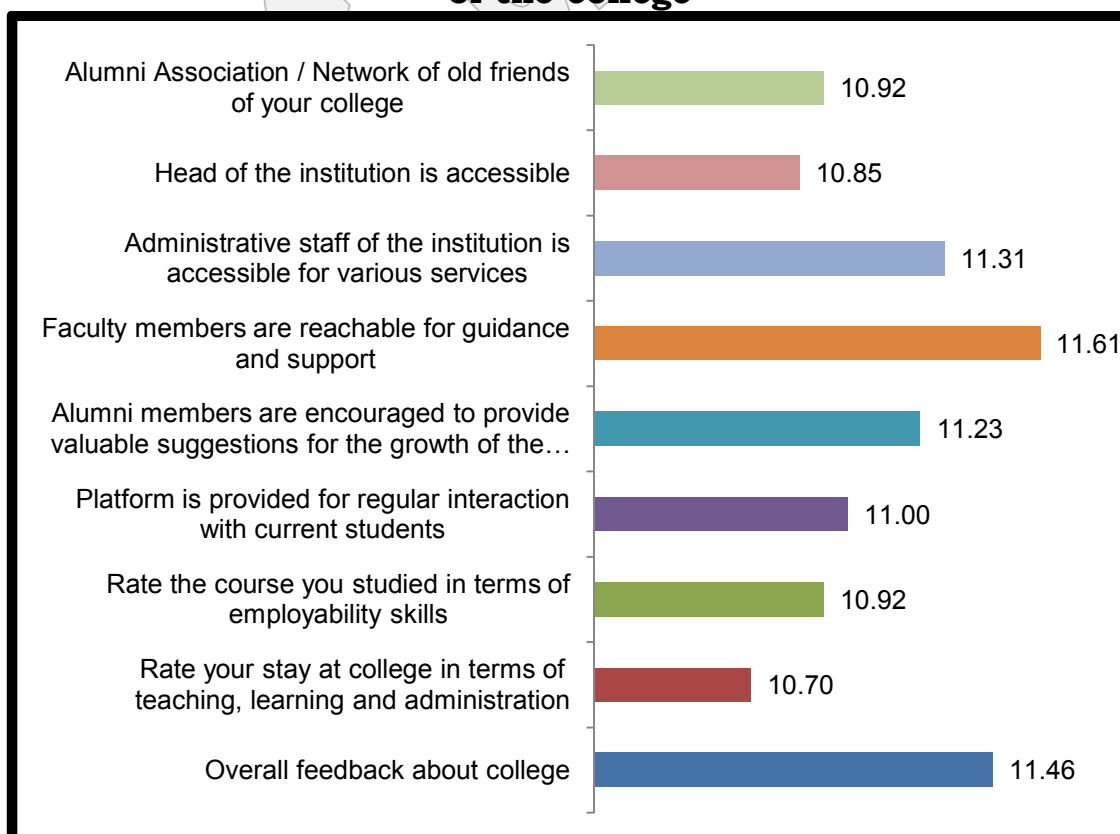 of the college
Alumni Association / Network of old friends
of your college
10.92
Head of the institution is accessible
10.85
Administrative staff of the institution is
accessible for various services
11.31
Faculty members are reachable for guidance
and support
11.61
Alumni members are encouraged to provide
valuable suggestions for the growth of the…
11.23
Platform is provided for regular interaction
with current students
11.00
Rate the course you studied in terms of
employability skills
10.92
Rate your stay at college in terms of
teaching, learning and administration
10.70
Overall feedback about college
11.46